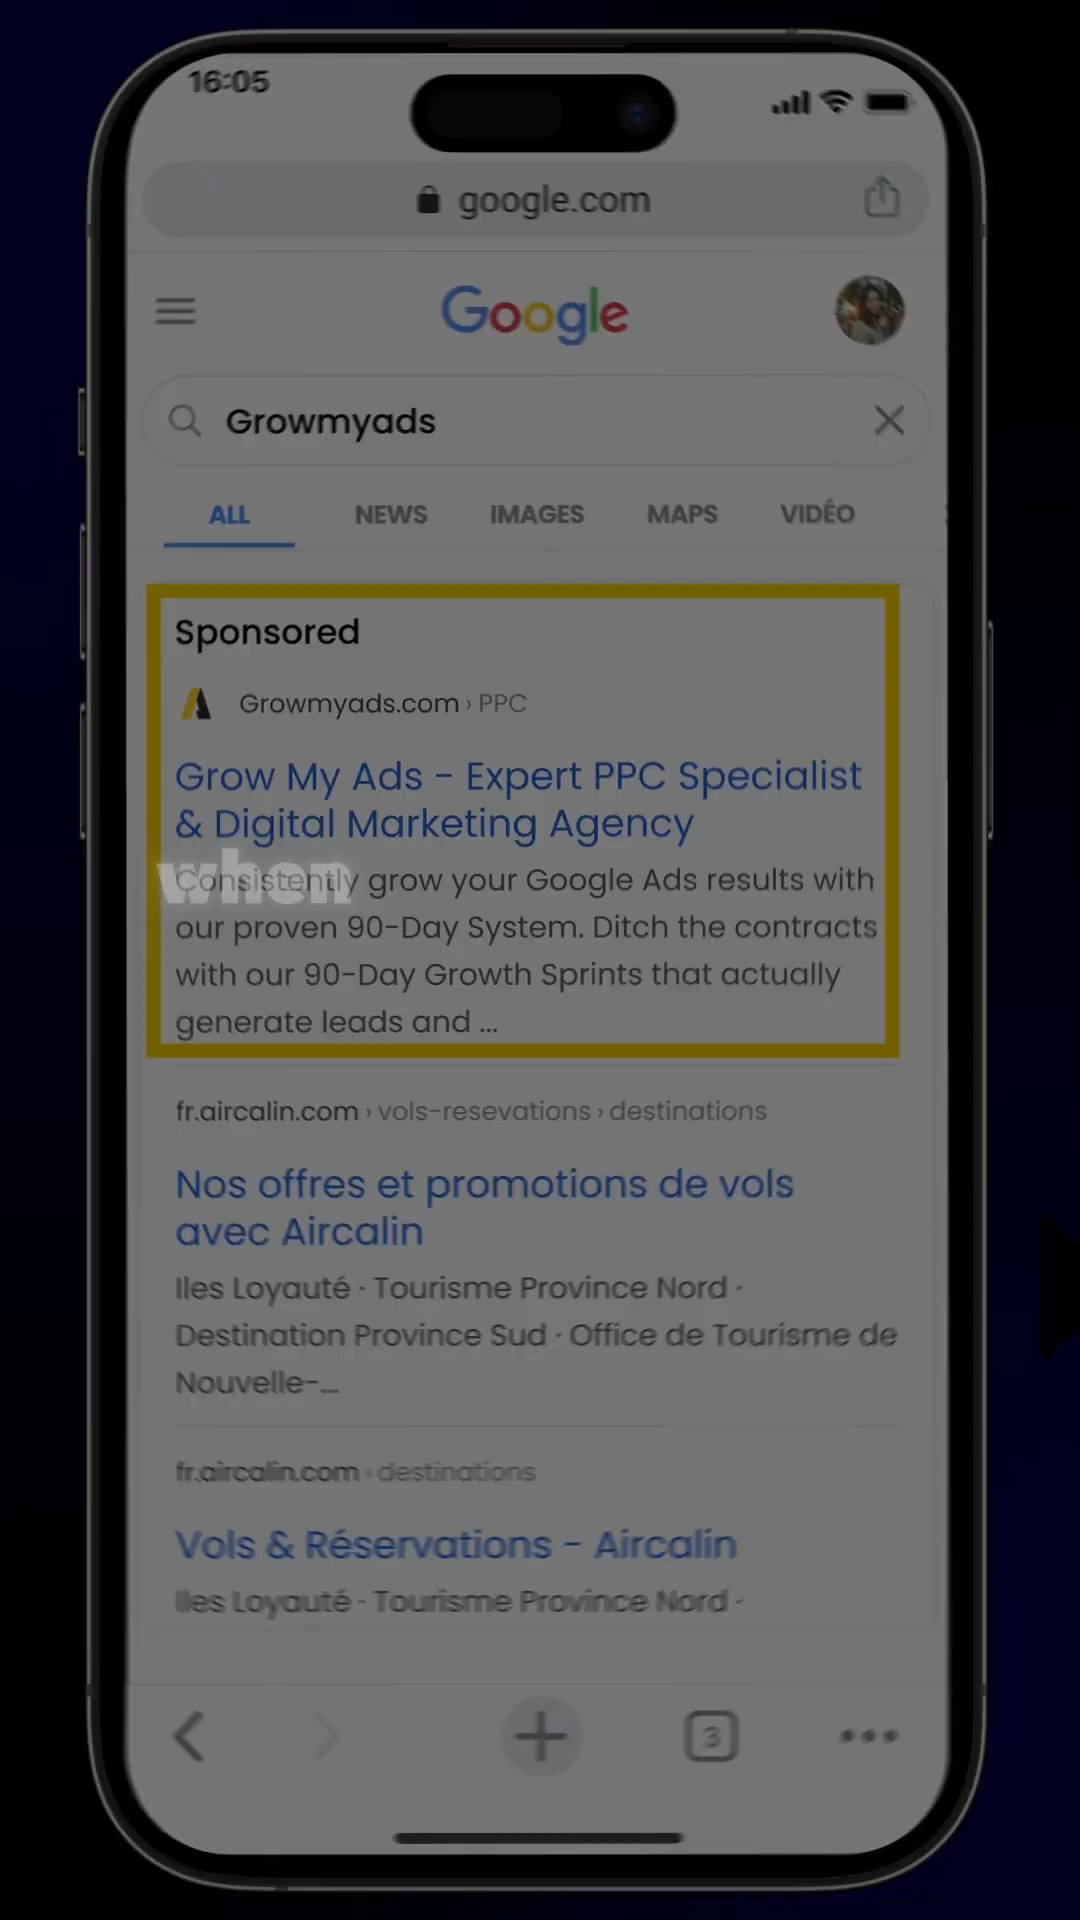 16:05
google.com
Google
Growmyads
ALL NEWS IMAGES MAPS VIDÉO
Sponsored
Growmyads.com › PPC
Grow My Ads - Expert PPC Specialist
& Digital Marketing Agency
when
Consistently grow your Google Ads results with
our proven 90-Day System. Ditch the contracts
with our 90-Day Growth Sprints that actually
generate leads and ...
fr.aircalin.com › vols-resevations › destinations
Nos offres et promotions de vols
avec Aircalin
Iles Loyauté · Tourisme Province Nord ·
Destination Province Sud · Office de Tourisme de
Nouvelle-...
fr.aircalin.com › destinations
Vols & Réservations - Aircalin
Iles Loyauté · Tourisme Province Nord ·
3